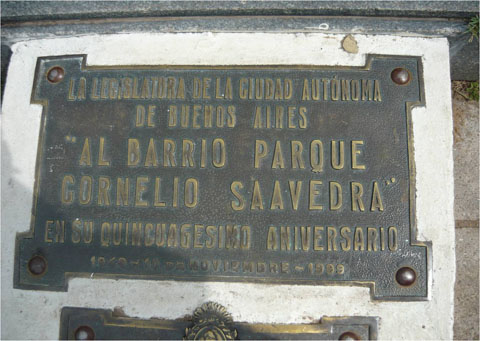 LA LEGISLATURA DE LA CIUDAD AUTÓNOMA
DE BUENOS AIRES
"AL BARRIO PARQUE
CORNELIO SAAVEDRA"
EN SU QUINCUAGESIMO ANIVERSARIO
NOVIEMBRE - 1999